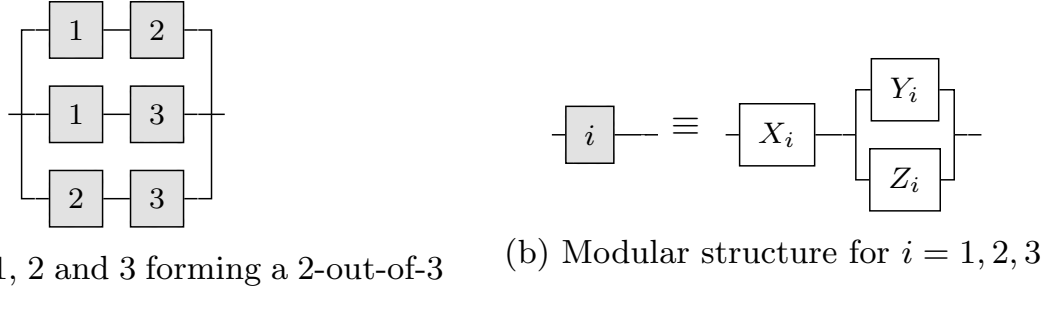 1 2
1 3
2 3
i ≡ X_i Y_i
Z_i
1, 2 and 3 forming a 2-out-of-3
(b) Modular structure for i = 1, 2, 3